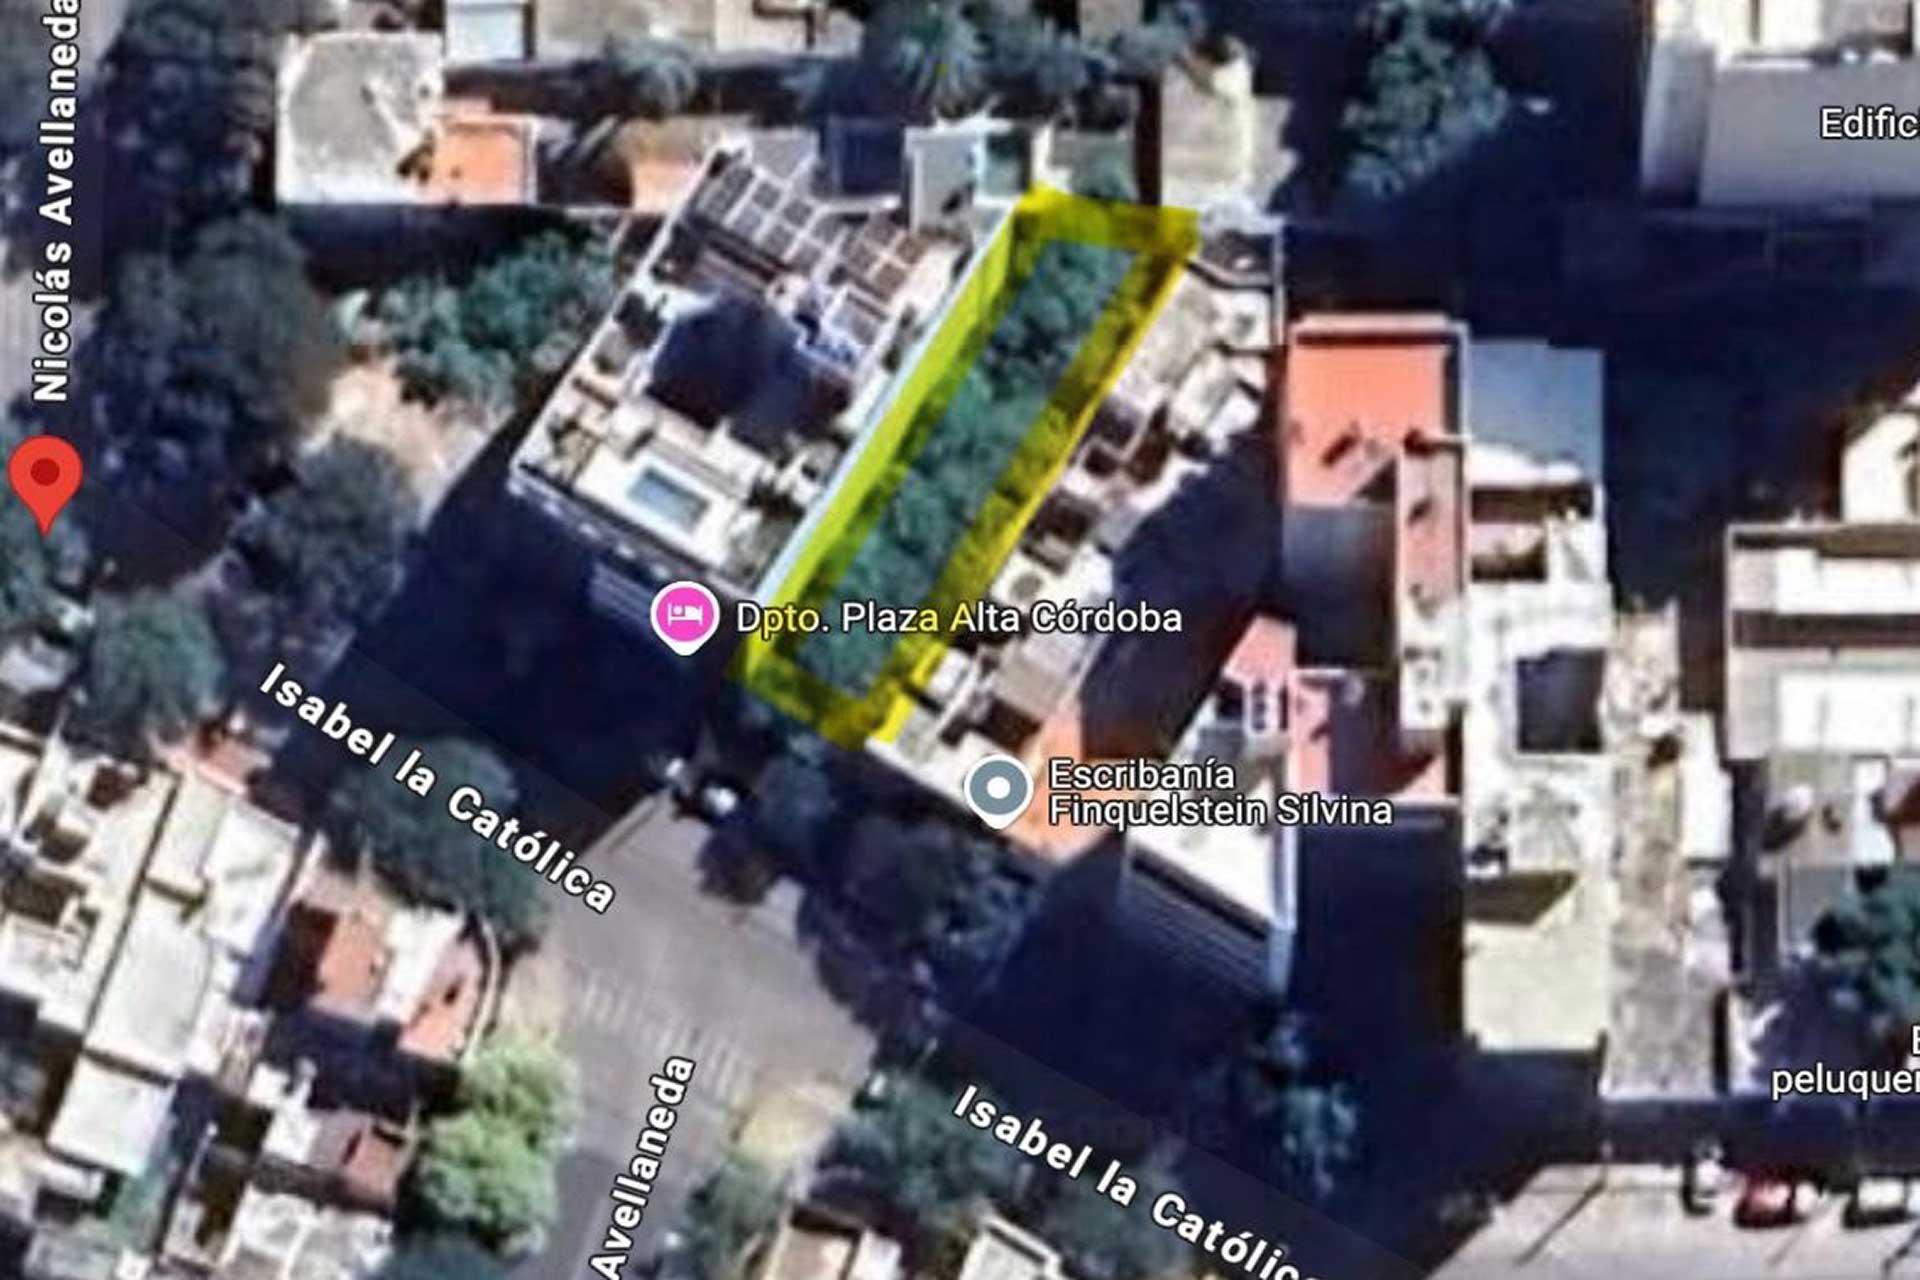 Nicolás Avellaneda
Edific
Dpto. Plaza Alta Córdoba
Isabel la Católica
Escribanía
Finquelstein Silvina
peluquer
Avellaneda
Isabel la Católic